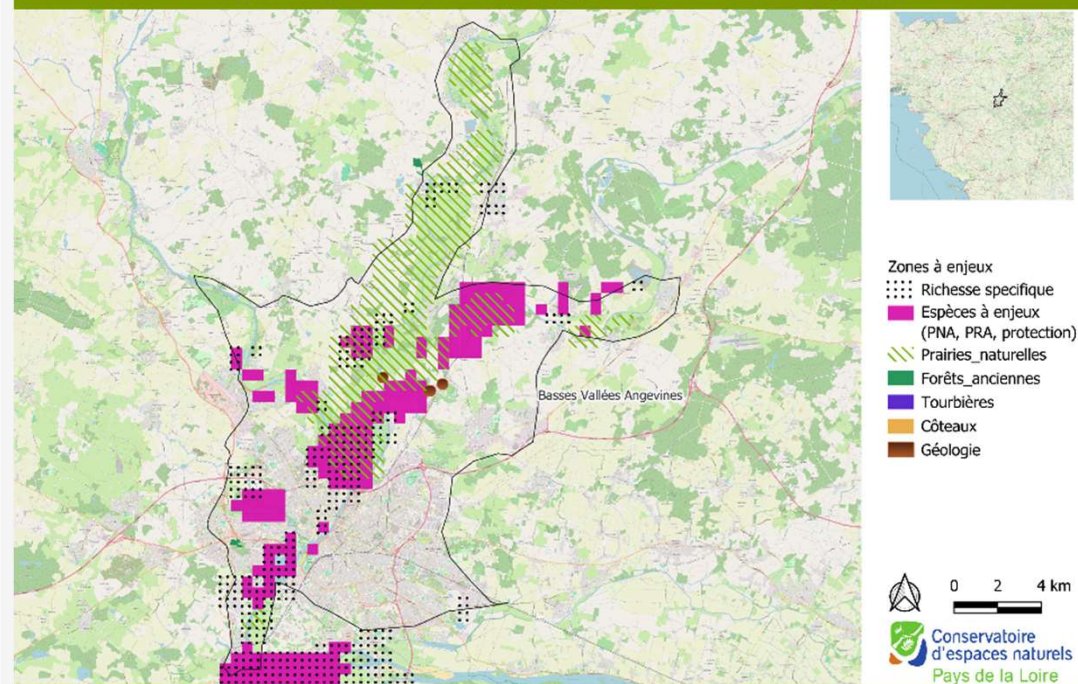 Zones à enjeux
Richesse specifique
Espèces à enjeux
(PNA, PRA, protection)
Prairies_naturelles
Forêts_anciennes
Tourbières
Côteaux
Géologie
Basses Vallées Angevines
0 2 4 km
Conservatoire
d'espaces naturels
Pays de la Loire